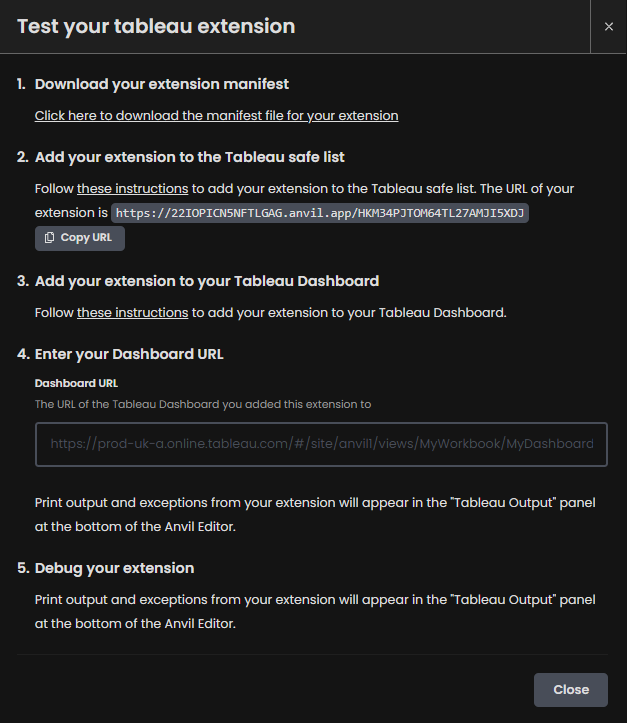 Test your tableau extension
×
1. Download your extension manifest
Click here to download the manifest file for your extension
2. Add your extension to the Tableau safe list
Follow these instructions to add your extension to the Tableau safe list. The URL of your
extension is https://22IOPICN5NFTLGAG.anvil.app/HKM34PJTOM64TL27AMJI5XDJ
Copy URL
3. Add your extension to your Tableau Dashboard
Follow these instructions to add your extension to your Tableau Dashboard.
4. Enter your Dashboard URL
Dashboard URL
The URL of the Tableau Dashboard you added this extension to
https://prod-uk-a.online.tableau.com/#/site/anvil1/views/MyWorkbook/MyDashboard
Print output and exceptions from your extension will appear in the "Tableau Output" panel
at the bottom of the Anvil Editor.
5. Debug your extension
Print output and exceptions from your extension will appear in the "Tableau Output" panel
at the bottom of the Anvil Editor.
Close